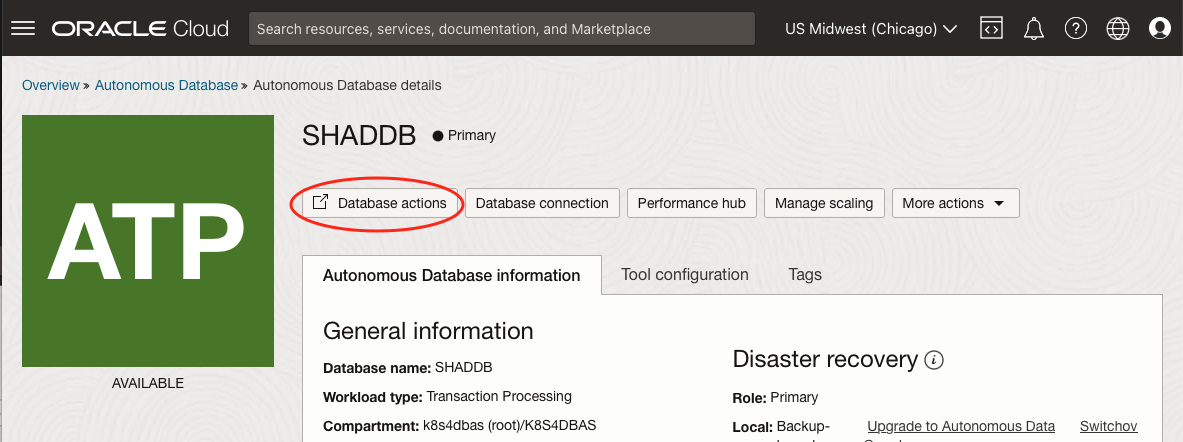 ORACLE Cloud
Search resources, services, documentation, and Marketplace
US Midwest (Chicago)
Overview » Autonomous Database » Autonomous Database details
ATP
AVAILABLE
SHADDB
Primary
Database actions
Database connection
Performance hub
Manage scaling
More actions
Autonomous Database information
Tool configuration
Tags
General information
Database name: SHADDB
Workload type: Transaction Processing
Compartment: k8s4dbas (root)/K8S4DBAS
Disaster recovery
Role: Primary
Local: Backup-
Upgrade to Autonomous Data
Switchov